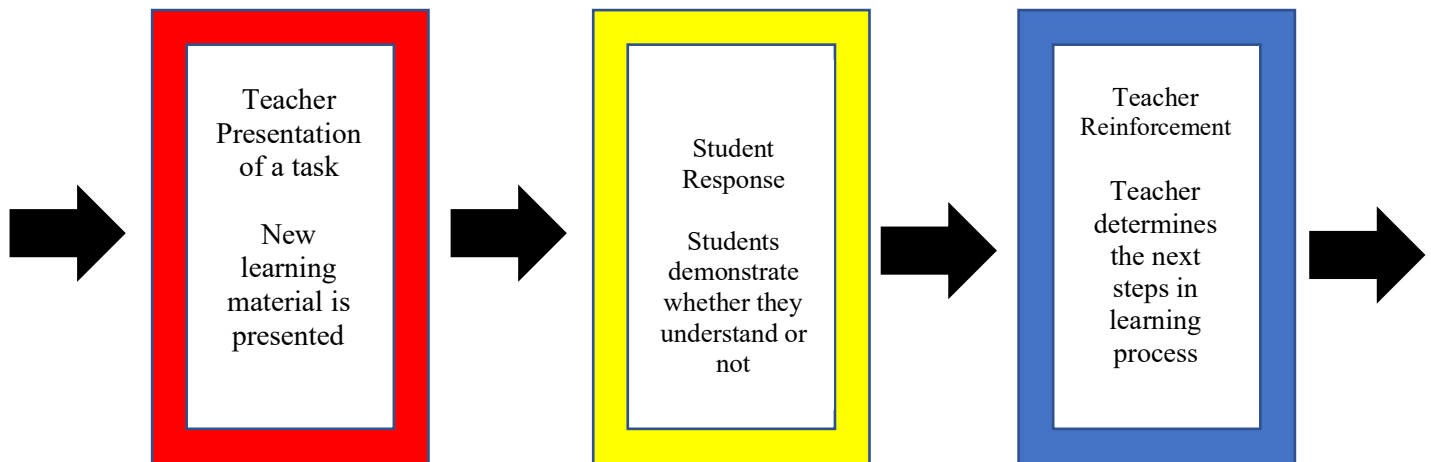 Teacher
Presentation
of a task
New
learning
material is
presented
Student
Response
Students
demonstrate
whether they
understand or
not
Teacher
Reinforcement
Teacher
determines
the next
steps in
learning
process